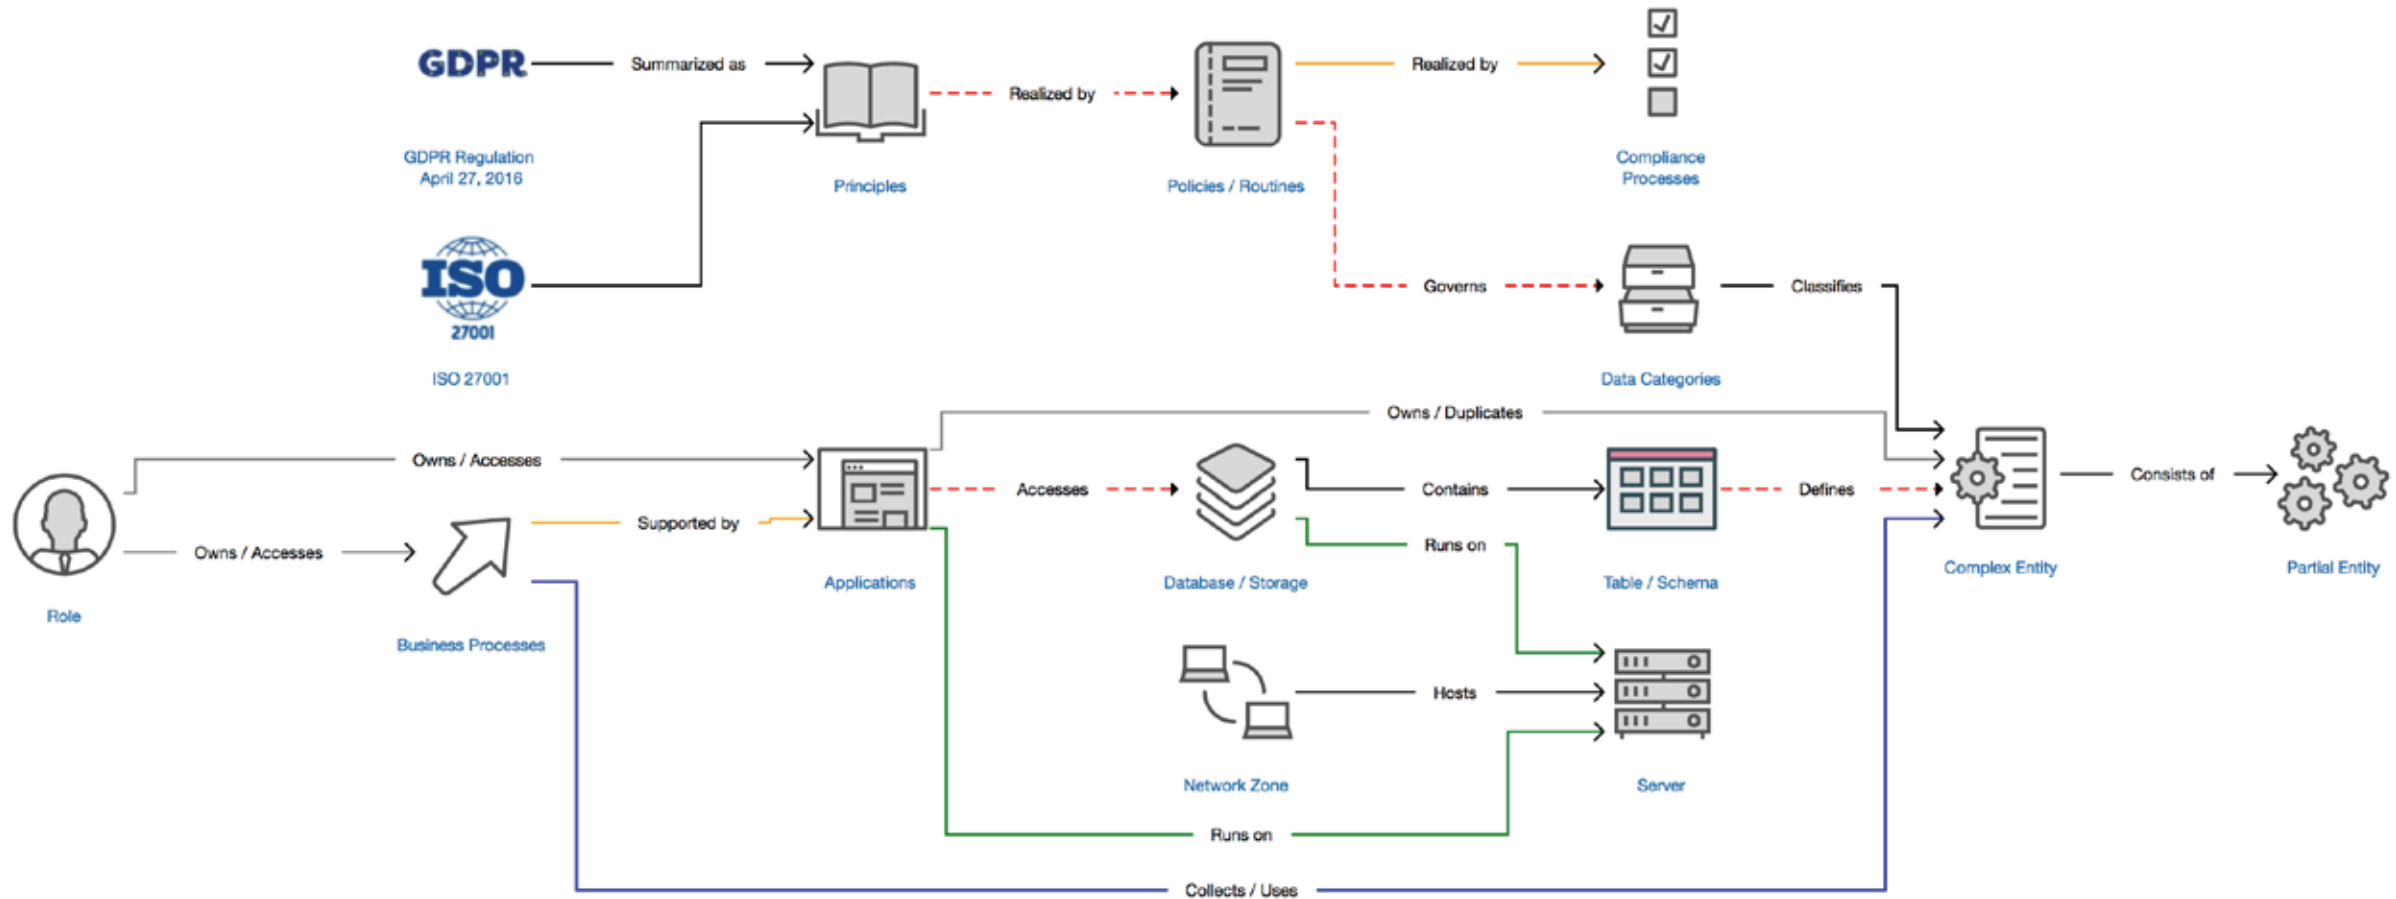 GDPR
Summarized as
Realized by
Realized by
GDPR Regulation
April 27, 2016
Principles
Policies / Routines
Compliance
Processes
ISO
27001
ISO 27001
Governs
Classifies
Data Categories
Owns / Duplicates
Owns / Accesses
Owns / Accesses
Supported by
Accesses
Contains
Defines
Consists of
Runs on
Role
Business Processes
Applications
Database / Storage
Table / Schema
Complex Entity
Partial Entity
Hosts
Network Zone
Server
Runs on
Collects / Uses